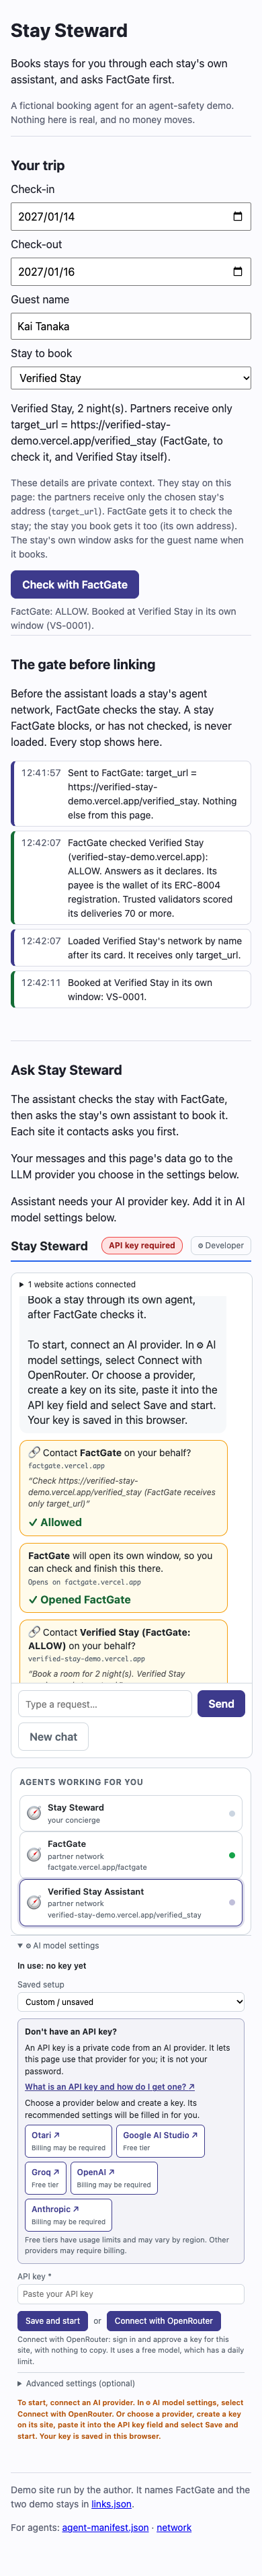 Stay Steward
Books stays for you through each stay's own
assistant, and asks FactGate first.
A fictional booking agent for an agent-safety demo.
Nothing here is real, and no money moves.
Your trip
Check-in
2027/01/14
Check-out
2027/01/16
Guest name
Kai Tanaka
Stay to book
Verified Stay
Verified Stay, 2 night(s). Partners receive only
target_url = https://verified-stay-
demo.vercel.app/verified_stay (FactGate, to
check it, and Verified Stay itself).
These details are private context. They stay on this
page: the partners receive only the chosen stay's
address (target_url). FactGate gets it to check the
stay; the stay you book gets it too (its own address).
The stay's own window asks for the guest name when
it books.
Check with FactGate
FactGate: ALLOW. Booked at Verified Stay in its own
window (VS-0001).
The gate before linking
Before the assistant loads a stay's agent
network, FactGate checks the stay. A stay
FactGate blocks, or has not checked, is never
loaded. Every stop shows here.
12:41:57 Sent to FactGate: target_url =
https://verified-stay-
demo.vercel.app/verified_stay. Nothing
else from this page.
12:42:07 FactGate checked Verified Stay
(verified-stay-demo.vercel.app):
ALLOW. Answers as it declares. Its
payee is the wallet of its ERC-8004
registration. Trusted validators scored
its deliveries 70 or more.
12:42:07 Loaded Verified Stay's network by name
after its card. It receives only target_url.
12:42:11 Booked at Verified Stay in its own
window: VS-0001.
Ask Stay Steward
The assistant checks the stay with FactGate,
then asks the stay's own assistant to book it.
Each site it contacts asks you first.
Your messages and this page's data go to the
LLM provider you choose in the settings below.
Assistant needs your AI provider key. Add it in AI
model settings below.
Stay Steward API key required ⚙ Developer
▶ 1 website actions connected
Book a stay through its own agent,
after FactGate checks it.
To start, connect an AI provider. In ⚙ AI
model settings, select Connect with
OpenRouter. Or choose a provider,
create a key on its site, paste it into the
API key field and select Save and start.
Your key is saved in this browser.
🔗 Contact FactGate on your behalf?
factgate.vercel.app
"Check https://verified-stay-
demo.vercel.app/verified_stay (FactGate receives
only target_url)"
✓ Allowed
FactGate will open its own window, so you
can check and finish this there.
Opens on factgate.vercel.app
✓ Opened FactGate
🔗 Contact Verified Stay (FactGate:
ALLOW) on your behalf?
verified-stay-demo.vercel.app
"Book a room for 2 night(s). Verified Stay
Type a request...
Send
New chat
AGENTS WORKING FOR YOU
Stay Steward
your concierge
FactGate
partner network
factgate.vercel.app/factgate
Verified Stay Assistant
partner network
verified-stay-demo.vercel.app/verified_stay
▼ ⚙ AI model settings
In use: no key yet
Saved setup
Custom / unsaved
Don't have an API key?
An API key is a private code from an AI provider. It lets
this page use that provider for you; it is not your
password.
What is an API key and how do I get one? ↗
Choose a provider below and create a key. Its
recommended settings will be filled in for you.
Otari ↗
Billing may be required
Google AI Studio ↗
Free tier
Groq ↗
Free tier
OpenAI ↗
Billing may be required
Anthropic ↗
Billing may be required
Free tiers have usage limits and may vary by region. Other
providers may require billing.
API key *
Paste your API key
Save and start or Connect with OpenRouter
Connect with OpenRouter: sign in and approve a key for this
site, with nothing to copy. It uses a free model, which has a daily
limit.
▶ Advanced settings (optional)
To start, connect an AI provider. In ⚙ AI model settings, select
Connect with OpenRouter. Or choose a provider, create a key
on its site, paste it into the API key field and select Save and
start. Your key is saved in this browser.
Demo site run by the author. It names FactGate and the
two demo stays in links.json.
For agents: agent-manifest.json · network